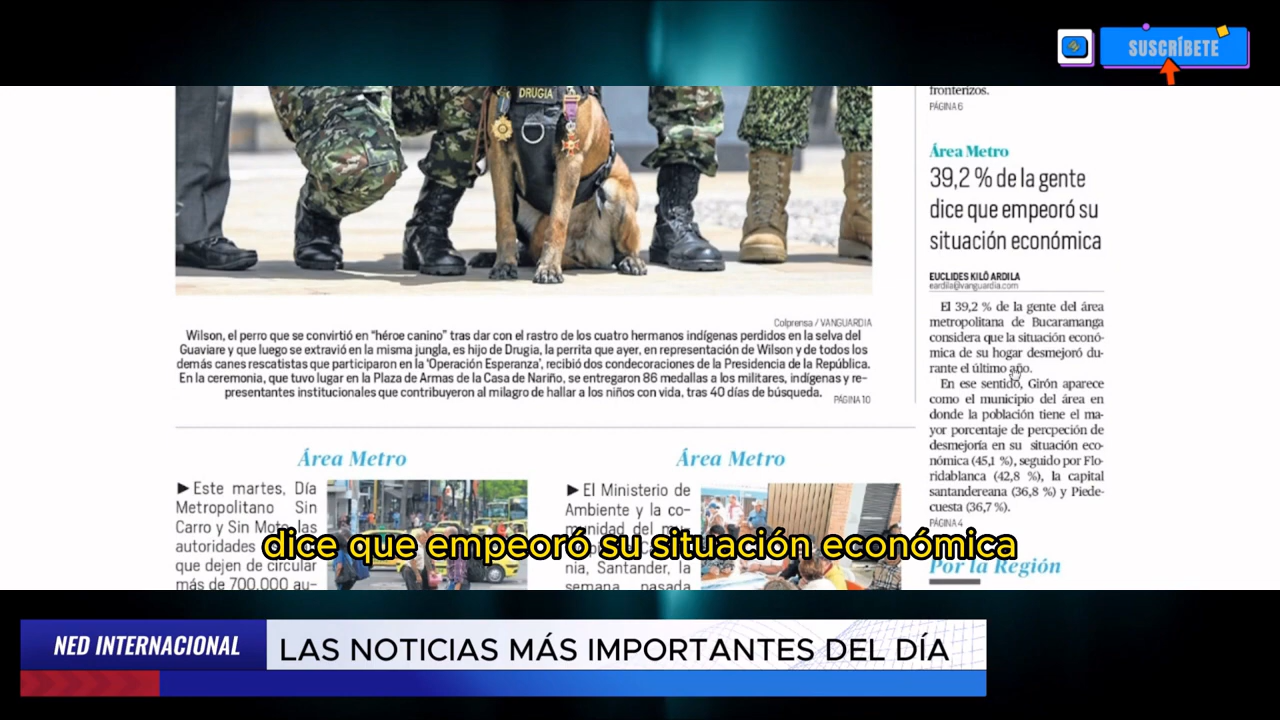 SUSCRÍBETE
DRUGIA
fronterizos.
PÁGINA 6
Área Metro
39,2 % de la gente
dice que empeoró su
situación económica
EUCLIDES KILÔ ARDILA
eardila@vanguardia.com
El 39,2 % de la gente del área
metropolitana de Bucaramanga
considera que la situación econó-
mica de su hogar desmejoró du-
rante el último año.
En ese sentido, Girón aparece
como el municipio del área en
donde la población tiene el ma-
yor porcentaje de percpeción de
desmejoría en su situación eco-
nómica (45,1 %), seguido por Flo-
ridablanca (42,8 %), la capital
santandereana (36,8 %) y Piede-
cuesta (36,7 %).
PÁGINA 4
Por la Región
Colprensa / VANGUARDIA
Wilson, el perro que se convirtió en “héroe canino” tras dar con el rastro de los cuatro hermanos indígenas perdidos en la selva del
Guaviare y que luego se extravió en la misma jungla, es hijo de Drugia, la perrita que ayer, en representación de Wilson y de todos los
demás canes rescatistas que participaron en la ‘Operación Esperanza’, recibió dos condecoraciones de la Presidencia de la República.
En la ceremonia, que tuvo lugar en la Plaza de Armas de la Casa de Nariño, se entregaron 86 medallas a los militares, indígenas y re-
presentantes institucionales que contribuyeron al milagro de hallar a los niños con vida, tras 40 días de búsqueda.
PÁGINA 10
Área Metro
►Este martes, Día
Metropolitano Sin
Carro y Sin Moto, las
autoridades
que dejen de circular
más de 700.000 au-
Área Metro
►El Ministerio de
Ambiente y la co-
munidad del
nia, Santander, la
semana pasada
dice que empeoró su situación económica
NED INTERNACIONAL
LAS NOTICIAS MÁS IMPORTANTES DEL DÍA